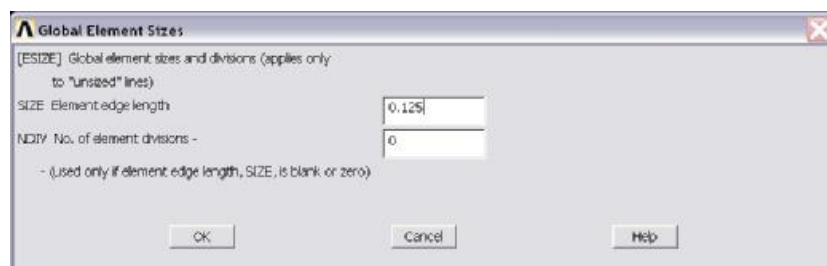 Global Element Sizes
[ESIZE] Global element sizes and divisions (applies only
to "unsized" lines)
SIZE Element edge length
0.125
NDIV No. of element divisions -
0
- (used only if element edge length, SIZE, is blank or zero)
OK Cancel Help